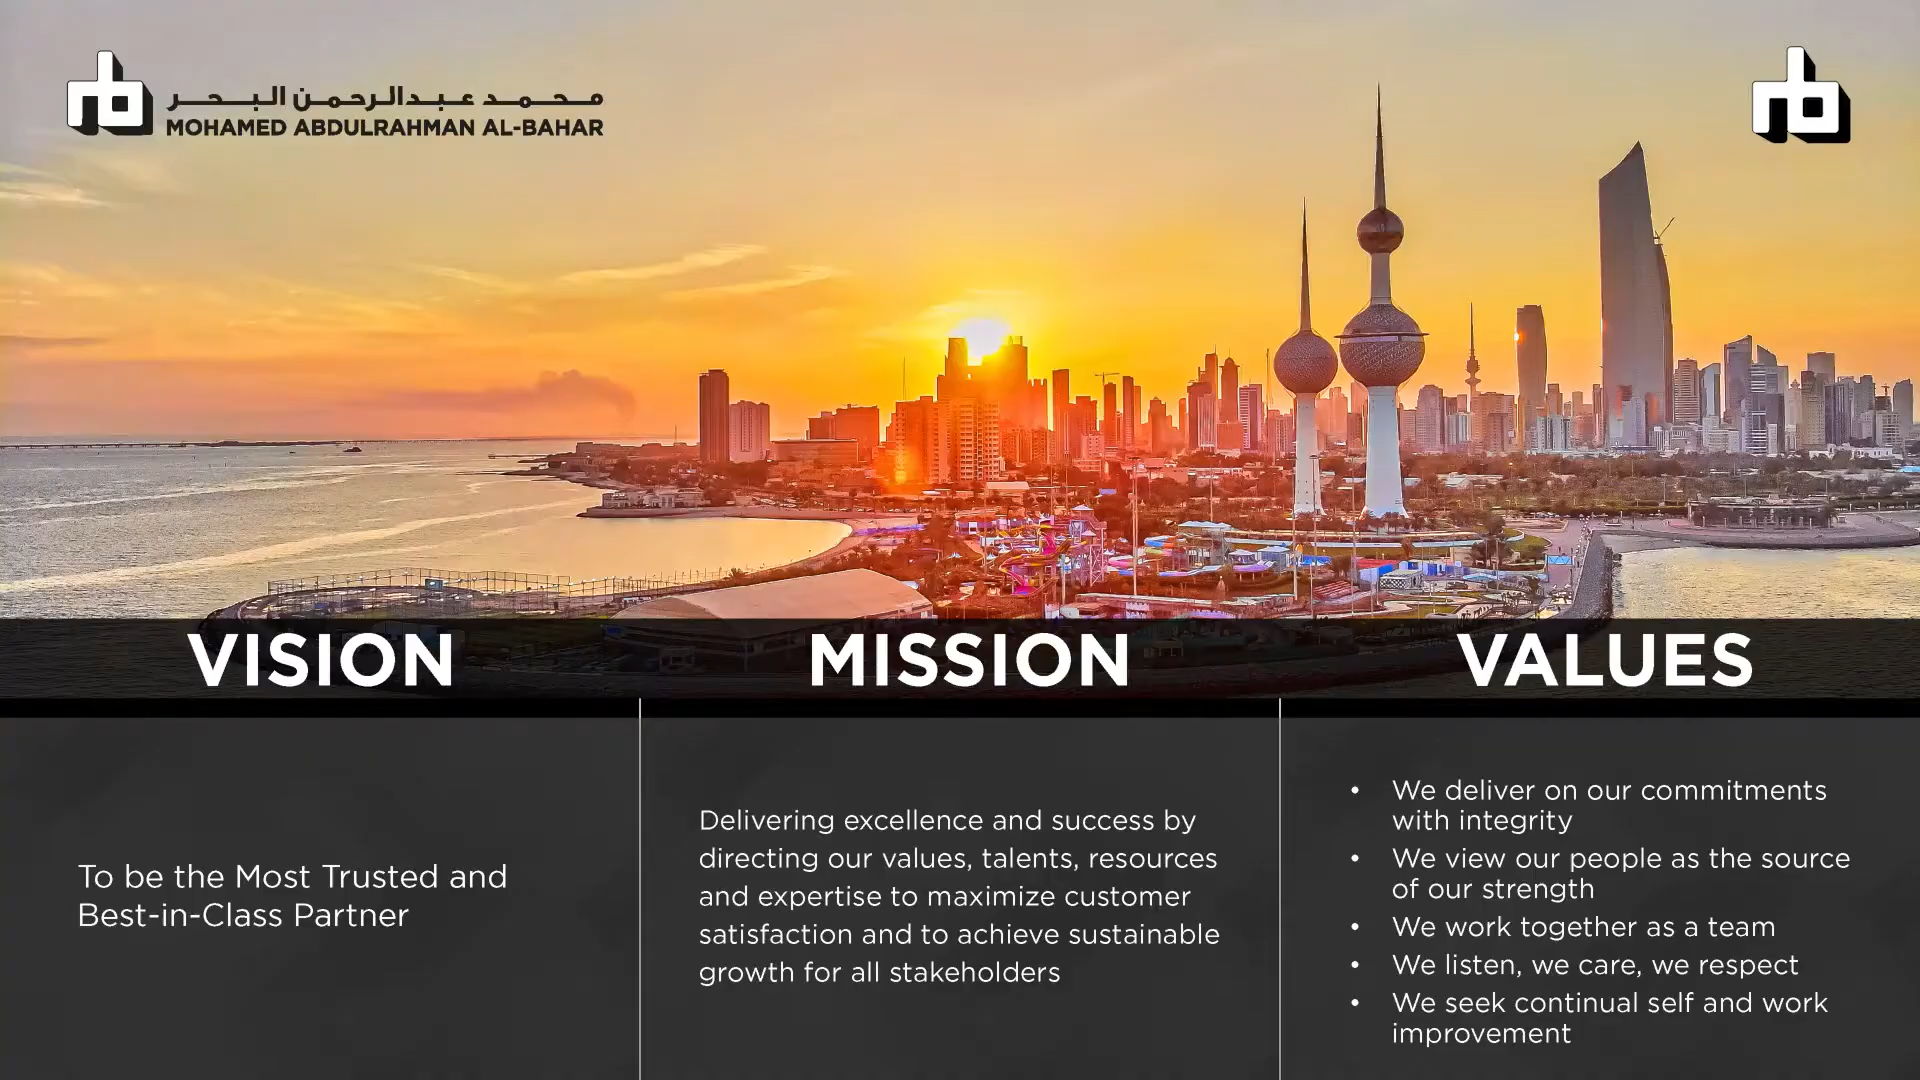 محمد عبدالرحمن البحر
MOHAMED ABDULRAHMAN AL-BAHAR
VISION
To be the Most Trusted and
Best-in-Class Partner
MISSION
Delivering excellence and success by
directing our values, talents, resources
and expertise to maximize customer
satisfaction and to achieve sustainable
growth for all stakeholders
VALUES
• We deliver on our commitments
with integrity
• We view our people as the source
of our strength
• We work together as a team
• We listen, we care, we respect
• We seek continual self and work
improvement